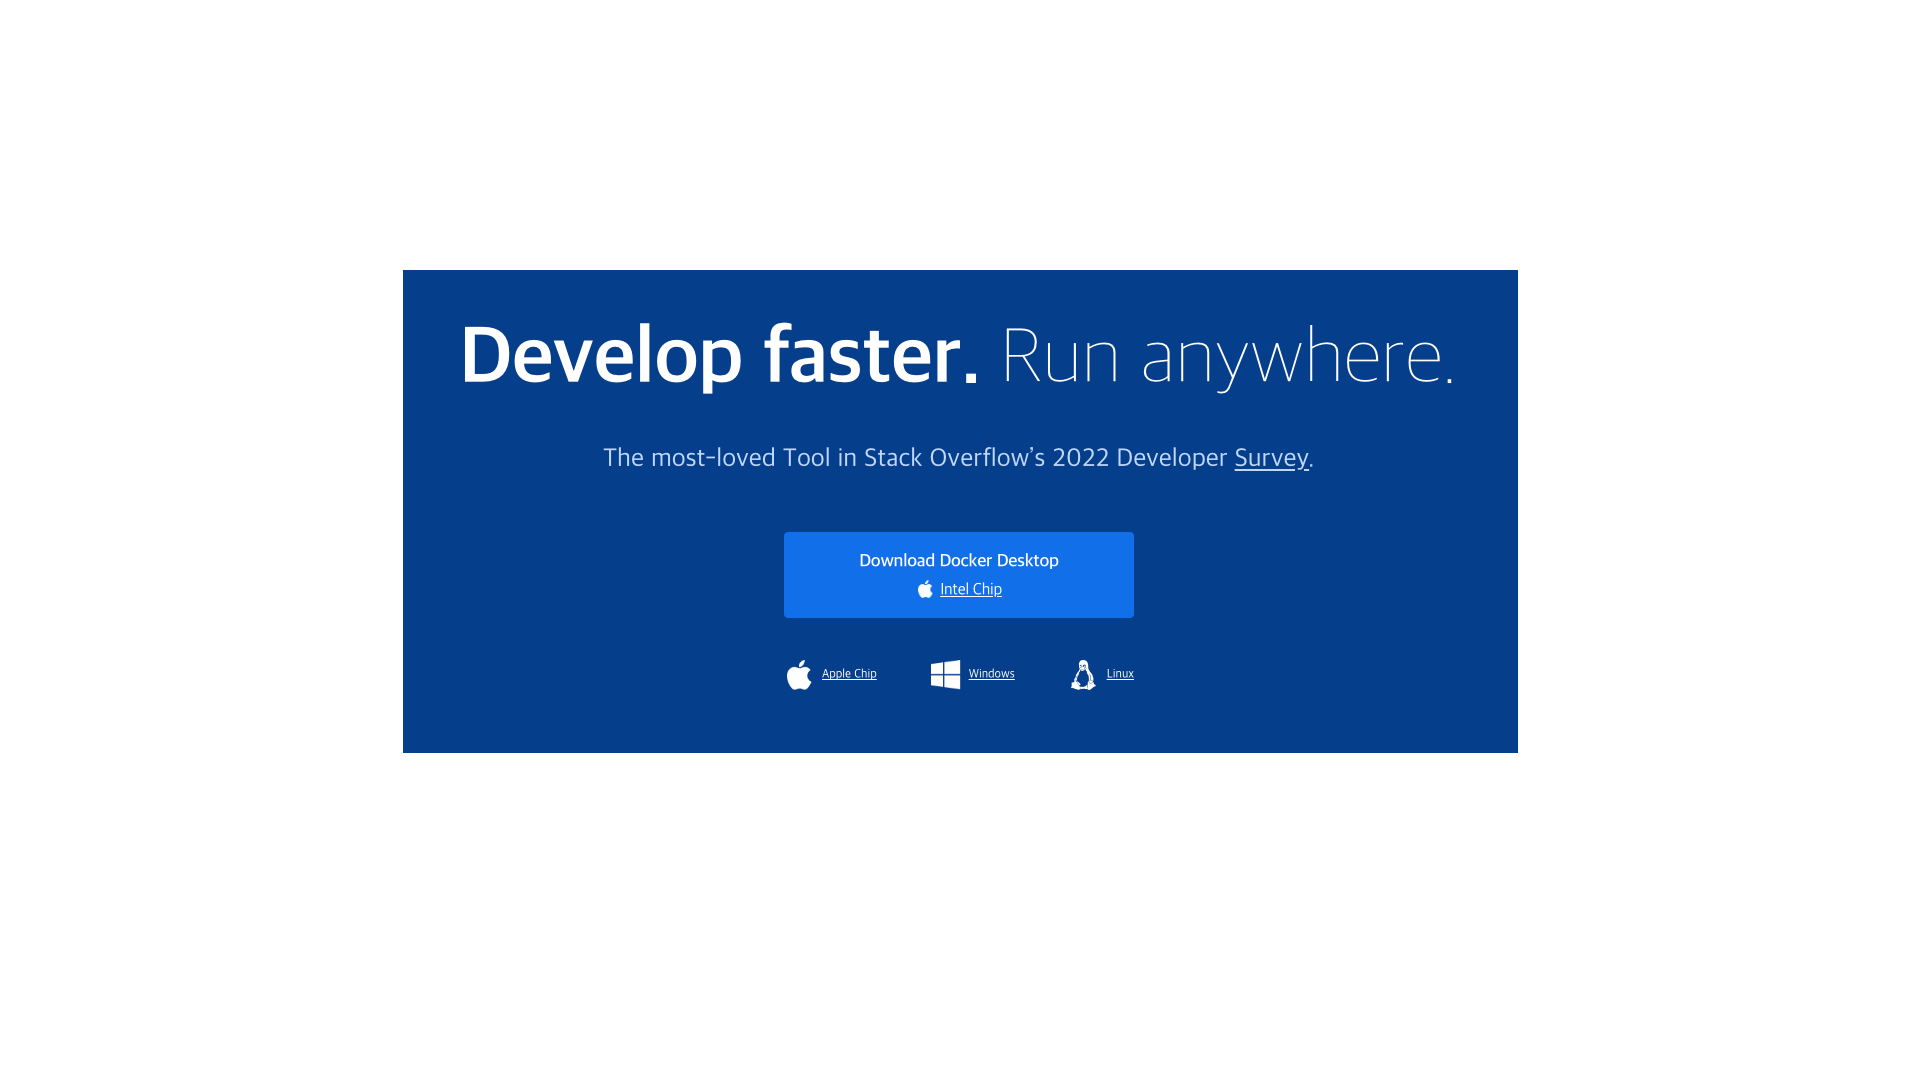 Develop faster. Run anywhere.
The most-loved Tool in Stack Overflow’s 2022 Developer Survey.
Download Docker Desktop
Intel Chip
Apple Chip Windows Linux